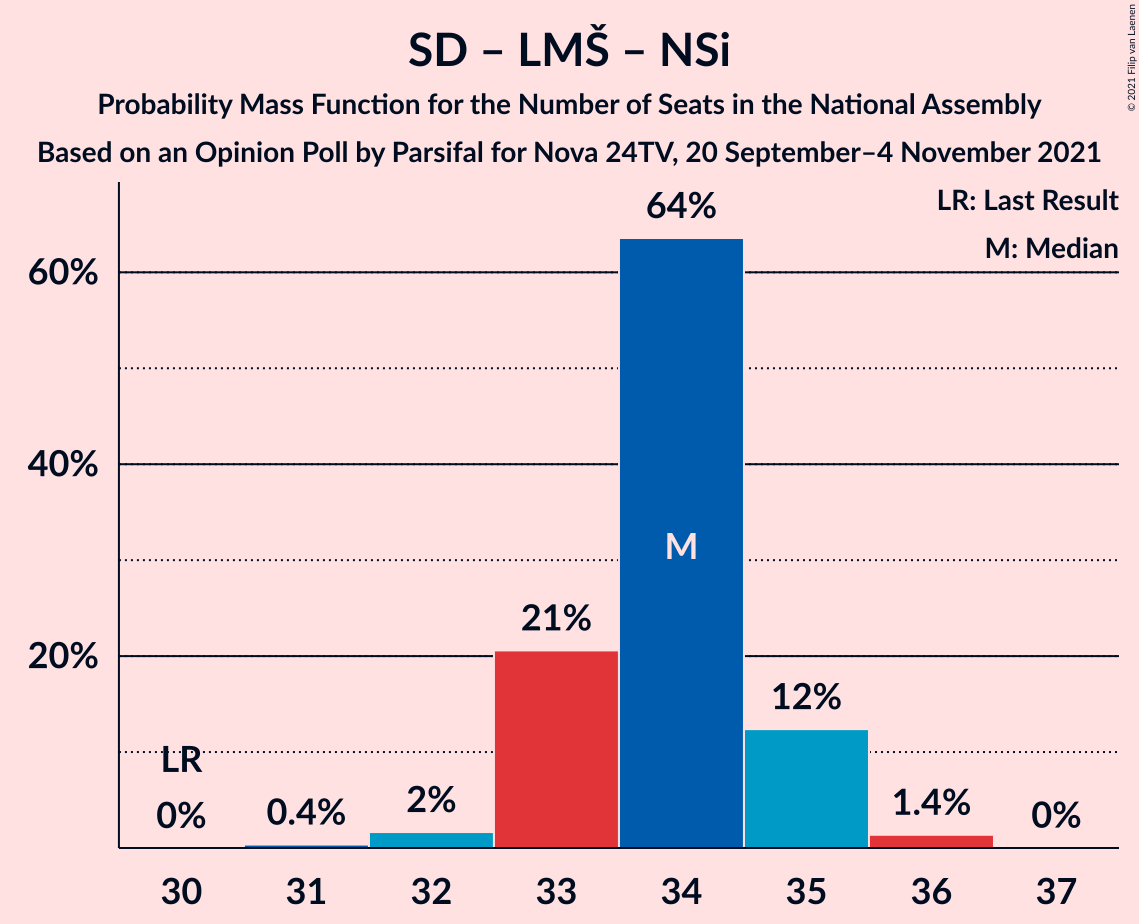 SD – LMŠ – NSi
Probability Mass Function for the Number of Seats in the National Assembly
Based on an Opinion Poll by Parsifal for Nova 24TV, 20 September–4 November 2021
© 2021 Filip van Laenen
LR: Last Result
M: Median
60%
40%
20%
LR
0%
0.4%
2%
21%
64%
M
12%
1.4%
0%
30 31 32 33 34 35 36 37